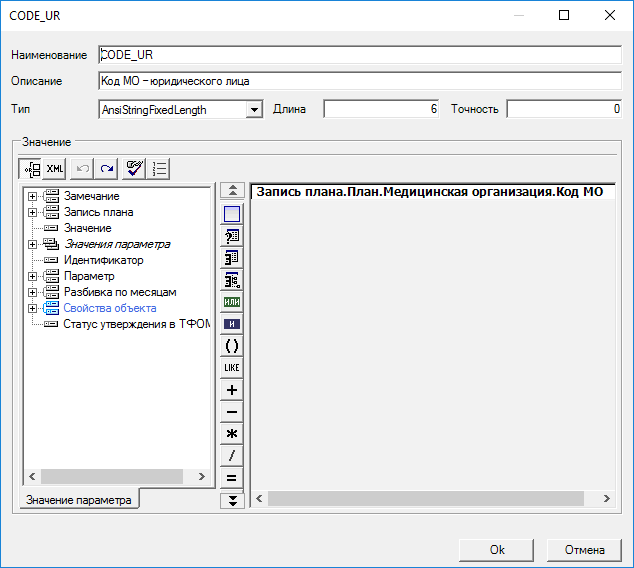 CODE_UR
Наименование CODE_UR
Описание Код МО – юридического лица
Тип AnsiStringFixedLength Длина 6 Точность 0
Значение
XML
Запись плана.План.Медицинская организация.Код МО
Замечание
Запись плана
Значение
Значения параметра
Идентификатор
Параметр
Разбивка по месяцам
Свойства объекта
Статус утверждения в ТФОМ
?
ИЛИ
И
()
LIKE
+
−
*
/
=
Значение параметра
Ok Отмена